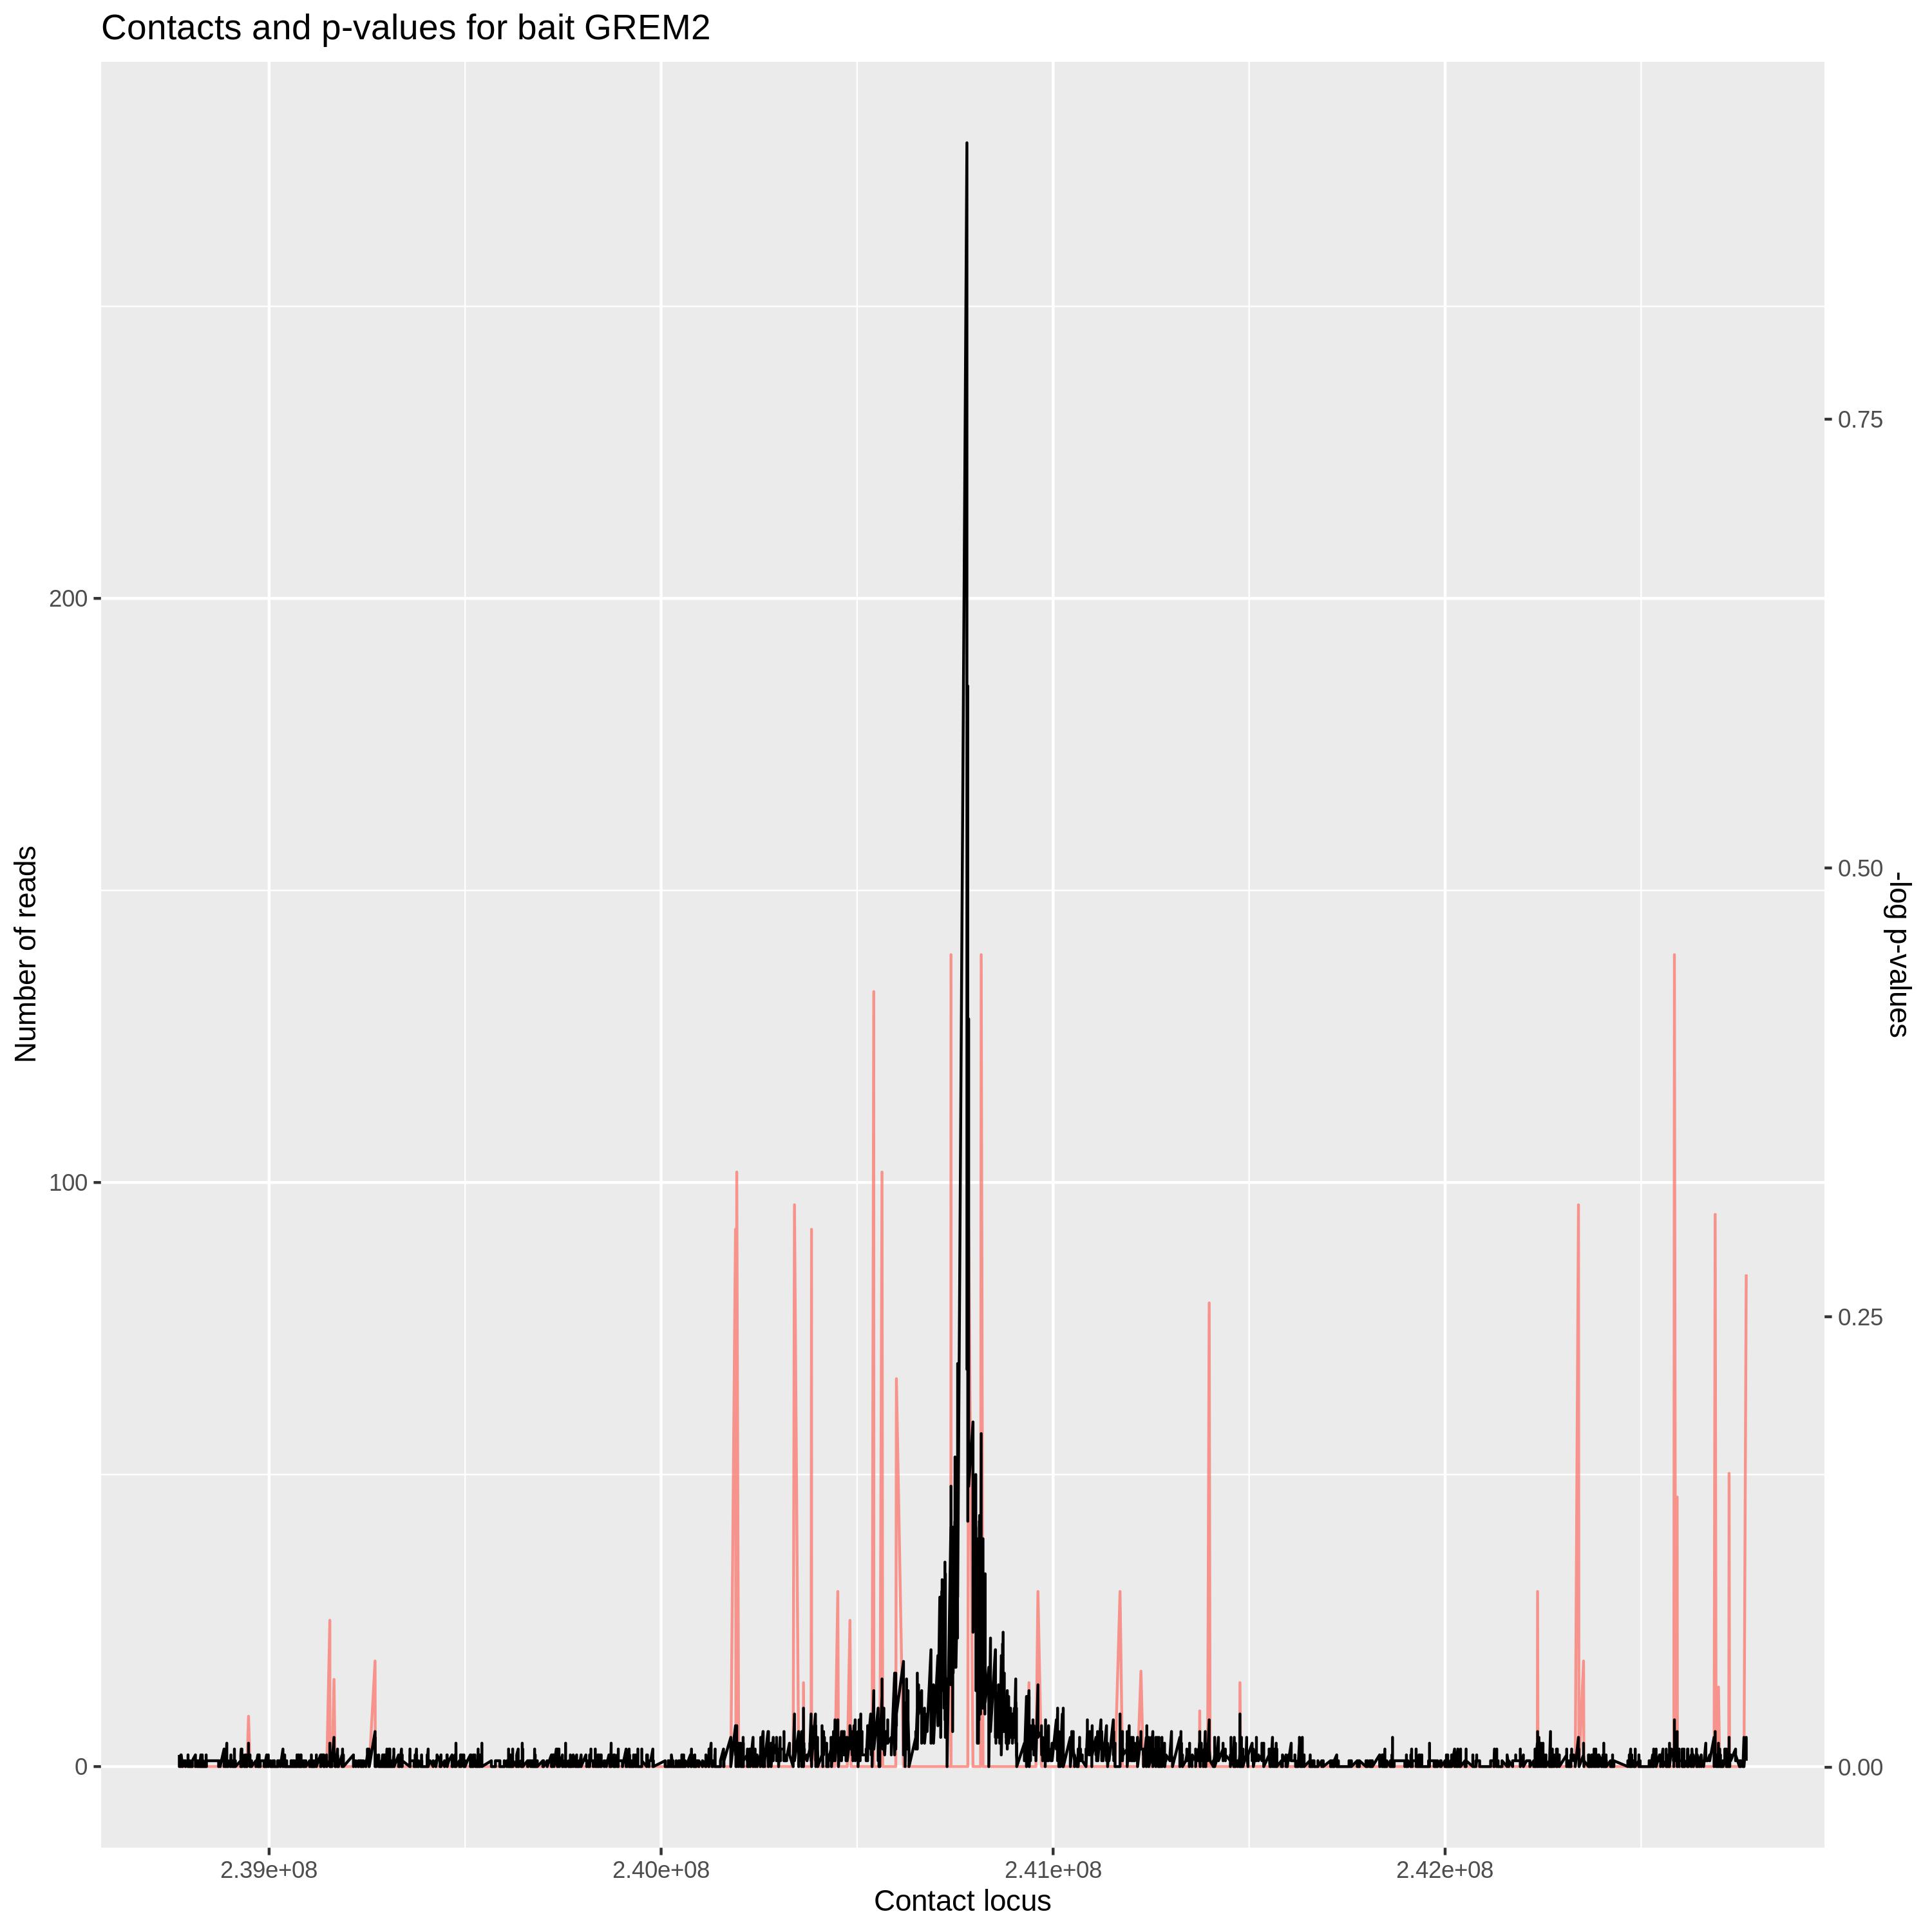 Contacts and p-values for bait GREM2
Number of reads
200
100
0
0.75
0.50
0.25
0.00
-log p-values
2.39e+08 2.40e+08 2.41e+08 2.42e+08
Contact locus